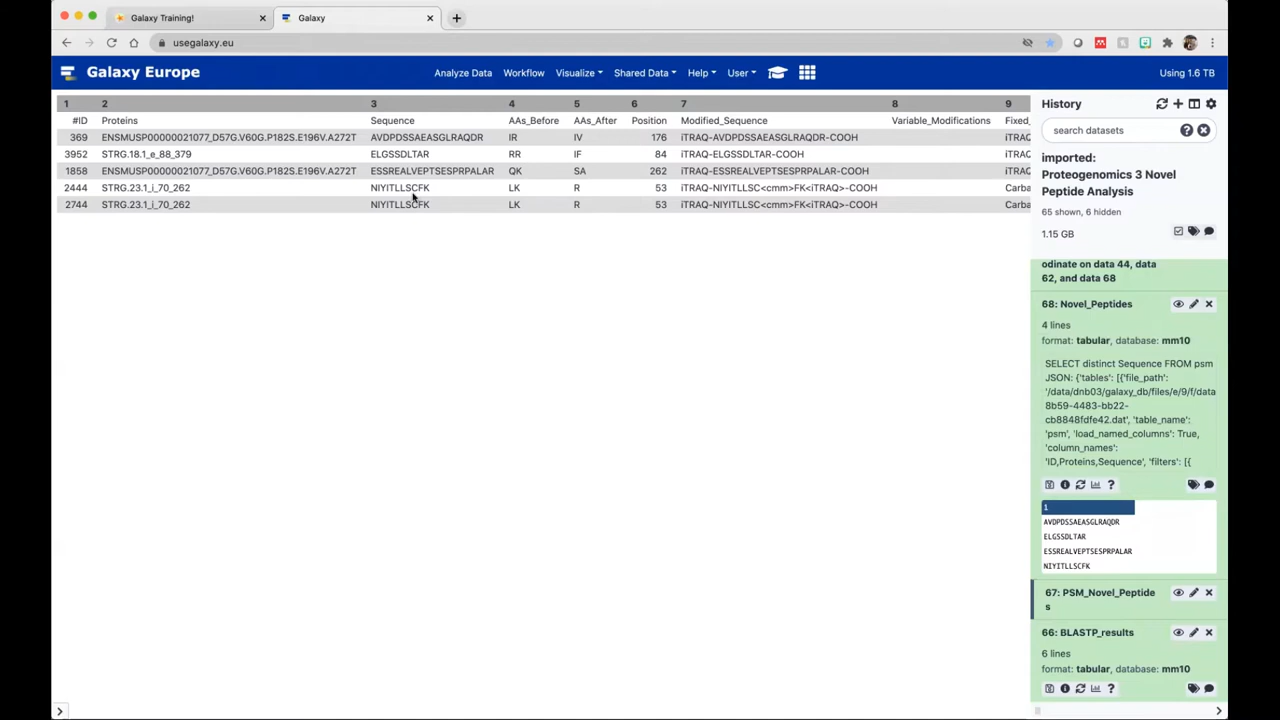 Galaxy Training!
Galaxy
usegalaxy.eu
Galaxy Europe
Analyze Data Workflow Visualize Shared Data Help User
Using 1.6 TB
1 2 3 4 5 6 7 8 9
#ID Proteins Sequence AAs_Before AAs_After Position Modified_Sequence Variable_Modifications Fixed_
369 ENSMUSP00000021077_D57G.V60G.P182S.E196V.A272T AVDPDSSAEASGLRAQDR IR IV 176 iTRAQ-AVDPDSSAEASGLRAQDR-COOH iTRAQ
3952 STRG.18.1_e_88_379 ELGSSDLTAR RR IF 84 iTRAQ-ELGSSDLTAR-COOH iTRAQ
1858 ENSMUSP00000021077_D57G.V60G.P182S.E196V.A272T ESSREALVEPTSESPRPALAR QK SA 262 iTRAQ-ESSREALVEPTSESPRPALAR-COOH iTRAQ
2444 STRG.23.1_i_70_262 NIYITLLSCFK LK R 53 iTRAQ-NIYITLLSC<cmm>FK<iTRAQ>-COOH Carba
2744 STRG.23.1_i_70_262 NIYITLLSCFK LK R 53 iTRAQ-NIYITLLSC<cmm>FK<iTRAQ>-COOH Carba
History
search datasets
imported:
Proteogenomics 3 Novel
Peptide Analysis
65 shown, 6 hidden
1.15 GB
odinate on data 44, data
62, and data 68
68: Novel_Peptides
4 lines
format: tabular, database: mm10
SELECT distinct Sequence FROM psm
JSON: {'tables': [{'file_path':
'/data/dnb03/galaxy_db/files/e/9/f/data
8b59-4483-bb22-
cb8848fdfe42.dat', 'table_name':
'psm', 'load_named_columns': True,
'column_names':
'ID,Proteins,Sequence', 'filters': [{
1
AVDPDSSAEASGLRAQDR
ELGSSDLTAR
ESSREALVEPTSESPRPALAR
NIYITLLSCFK
67: PSM_Novel_Peptide
s
66: BLASTP_results
6 lines
format: tabular, database: mm10